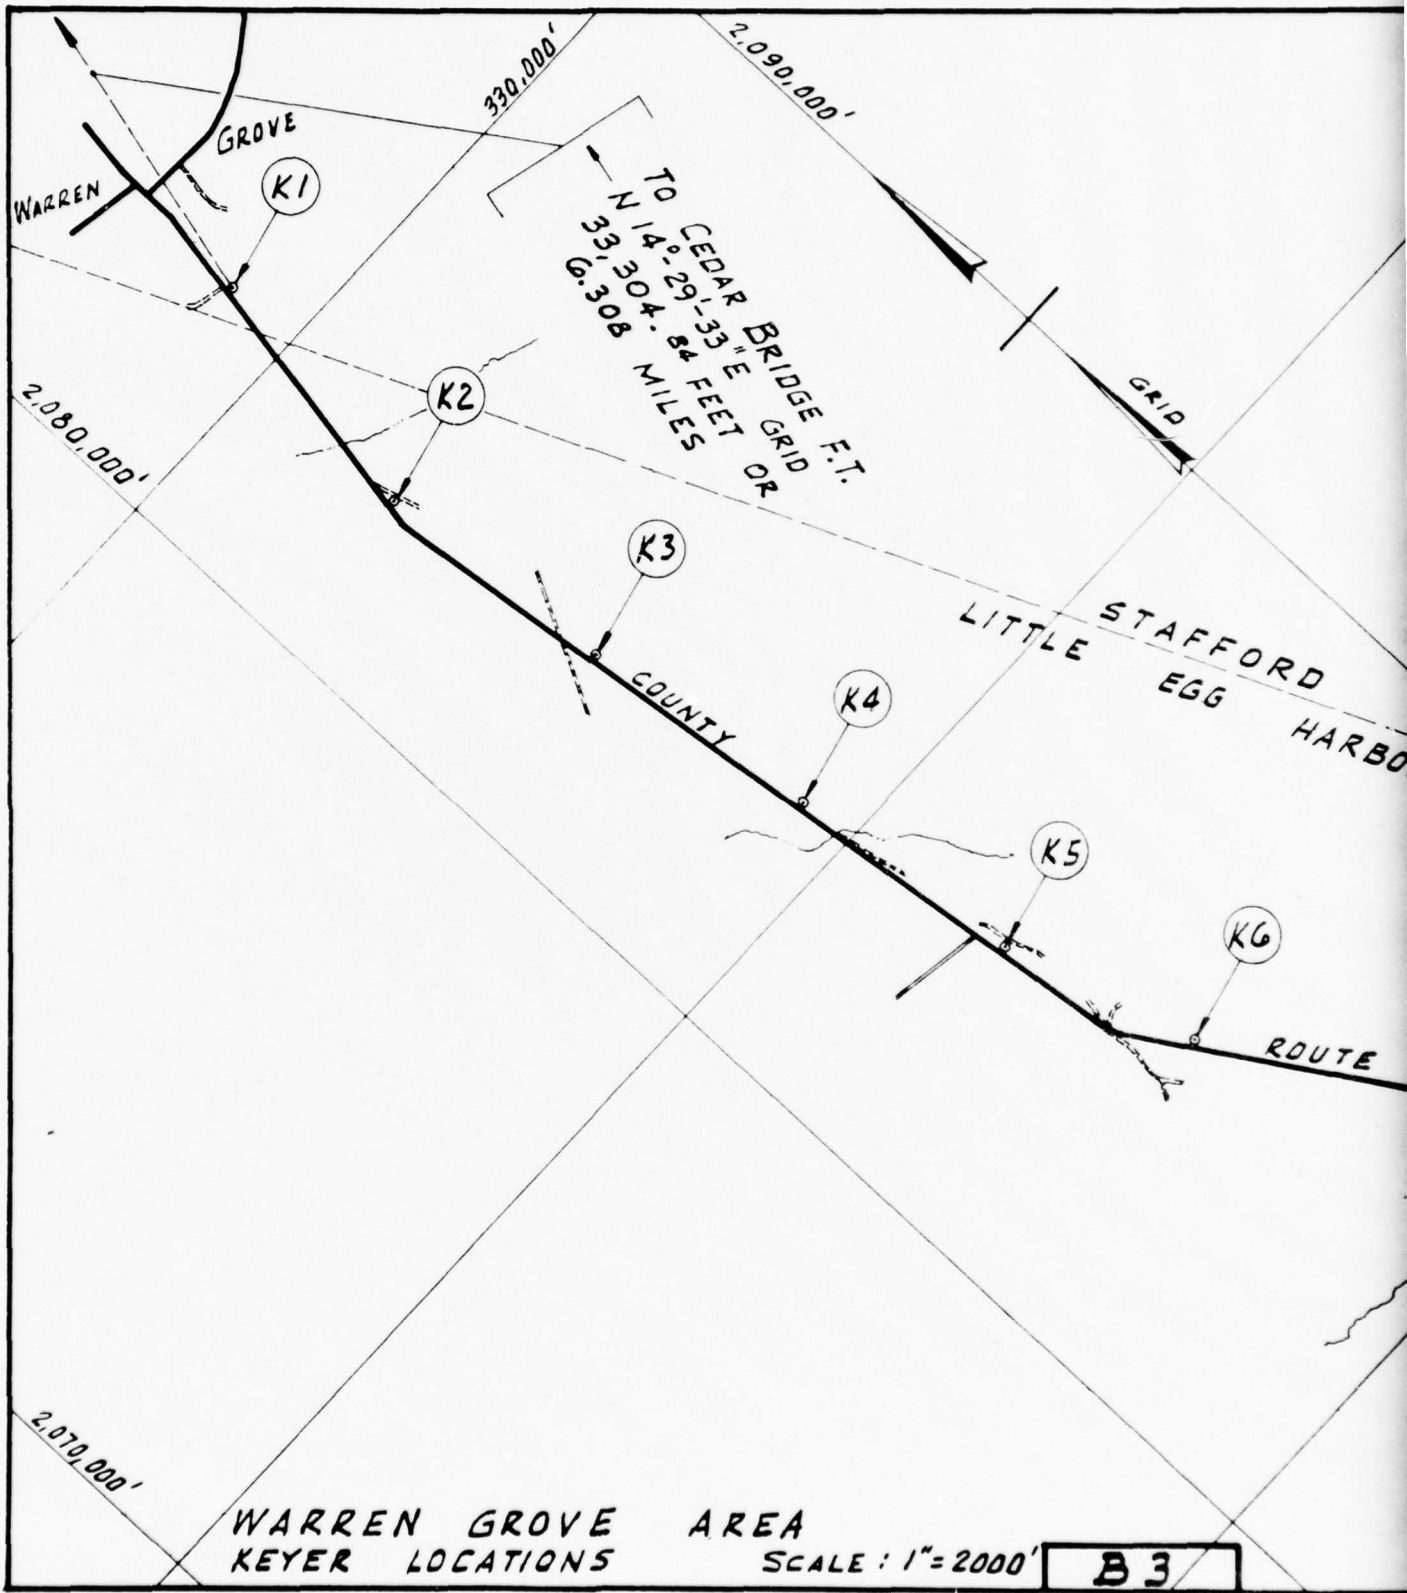 330,000'
2,090,000'
GROVE
WARREN
K1
TO CEDAR BRIDGE F.T.
N 14°-29'-33"E GRID
33,304.84 FEET OR
6.308 MILES
GRID
K2
2,080,000'
K3
STAFFORD
LITTLE EGG HARBO
COUNTY
K4
K5
K6
ROUTE
2,070,000'
WARREN GROVE AREA
KEYER LOCATIONS
SCALE: 1"=2000'
B3